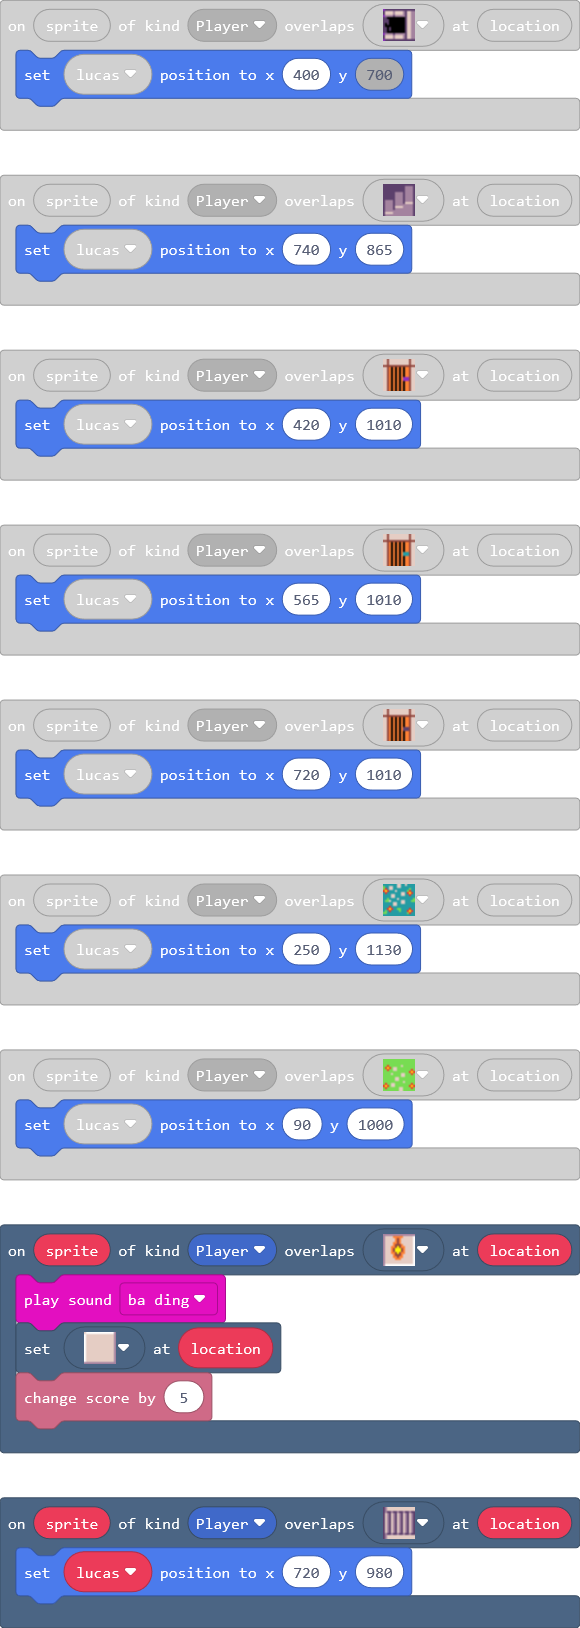 on sprite of kind Player overlaps at location
set lucas position to x 400 y 700
on sprite of kind Player overlaps at location
set lucas position to x 740 y 865
on sprite of kind Player overlaps at location
set lucas position to x 420 y 1010
on sprite of kind Player overlaps at location
set lucas position to x 565 y 1010
on sprite of kind Player overlaps at location
set lucas position to x 720 y 1010
on sprite of kind Player overlaps at location
set lucas position to x 250 y 1130
on sprite of kind Player overlaps at location
set lucas position to x 90 y 1000
on sprite of kind Player overlaps at location
play sound ba ding
set at location
change score by 5
on sprite of kind Player overlaps at location
set lucas position to x 720 y 980